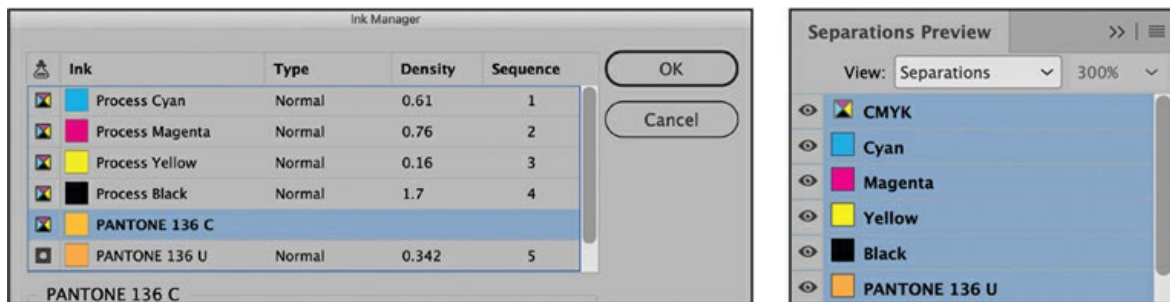 Ink Manager
Ink Type Density Sequence
Process Cyan Normal 0.61 1
Process Magenta Normal 0.76 2
Process Yellow Normal 0.16 3
Process Black Normal 1.7 4
PANTONE 136 C
PANTONE 136 U Normal 0.342 5
PANTONE 136 C
OK
Cancel
Separations Preview
View: Separations 300%
CMYK
Cyan
Magenta
Yellow
Black
PANTONE 136 U